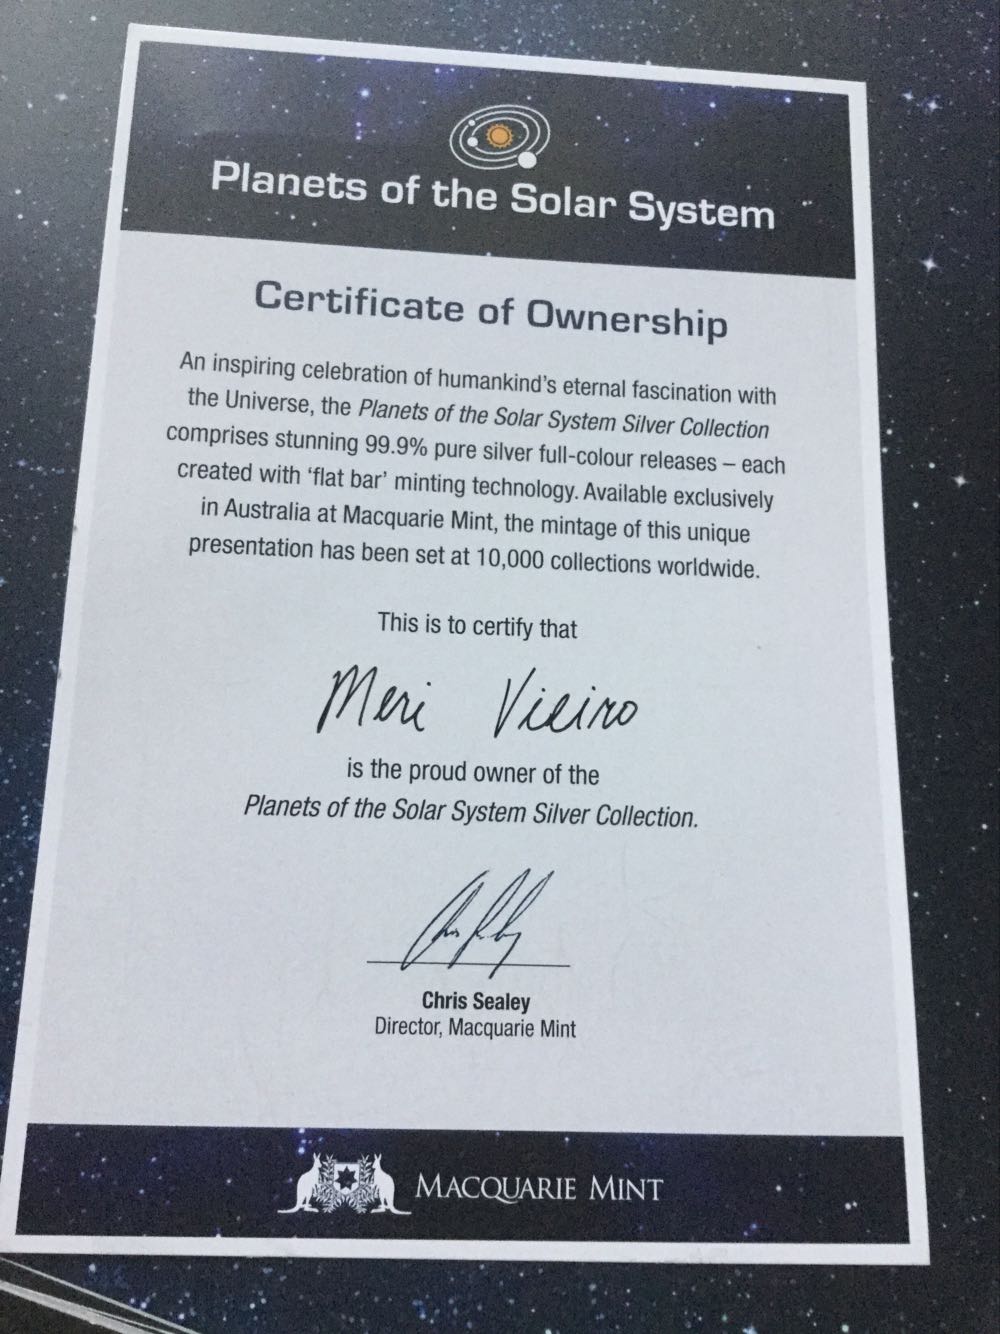 Planets of the Solar System
Certificate of Ownership
An inspiring celebration of humankind's eternal fascination with
the Universe, the Planets of the Solar System Silver Collection
comprises stunning 99.9% pure silver full-colour releases – each
created with 'flat bar' minting technology. Available exclusively
in Australia at Macquarie Mint, the mintage of this unique
presentation has been set at 10,000 collections worldwide.
This is to certify that
Meri Vieiro
is the proud owner of the
Planets of the Solar System Silver Collection.
Chris Sealey
Director, Macquarie Mint
MACQUARIE MINT